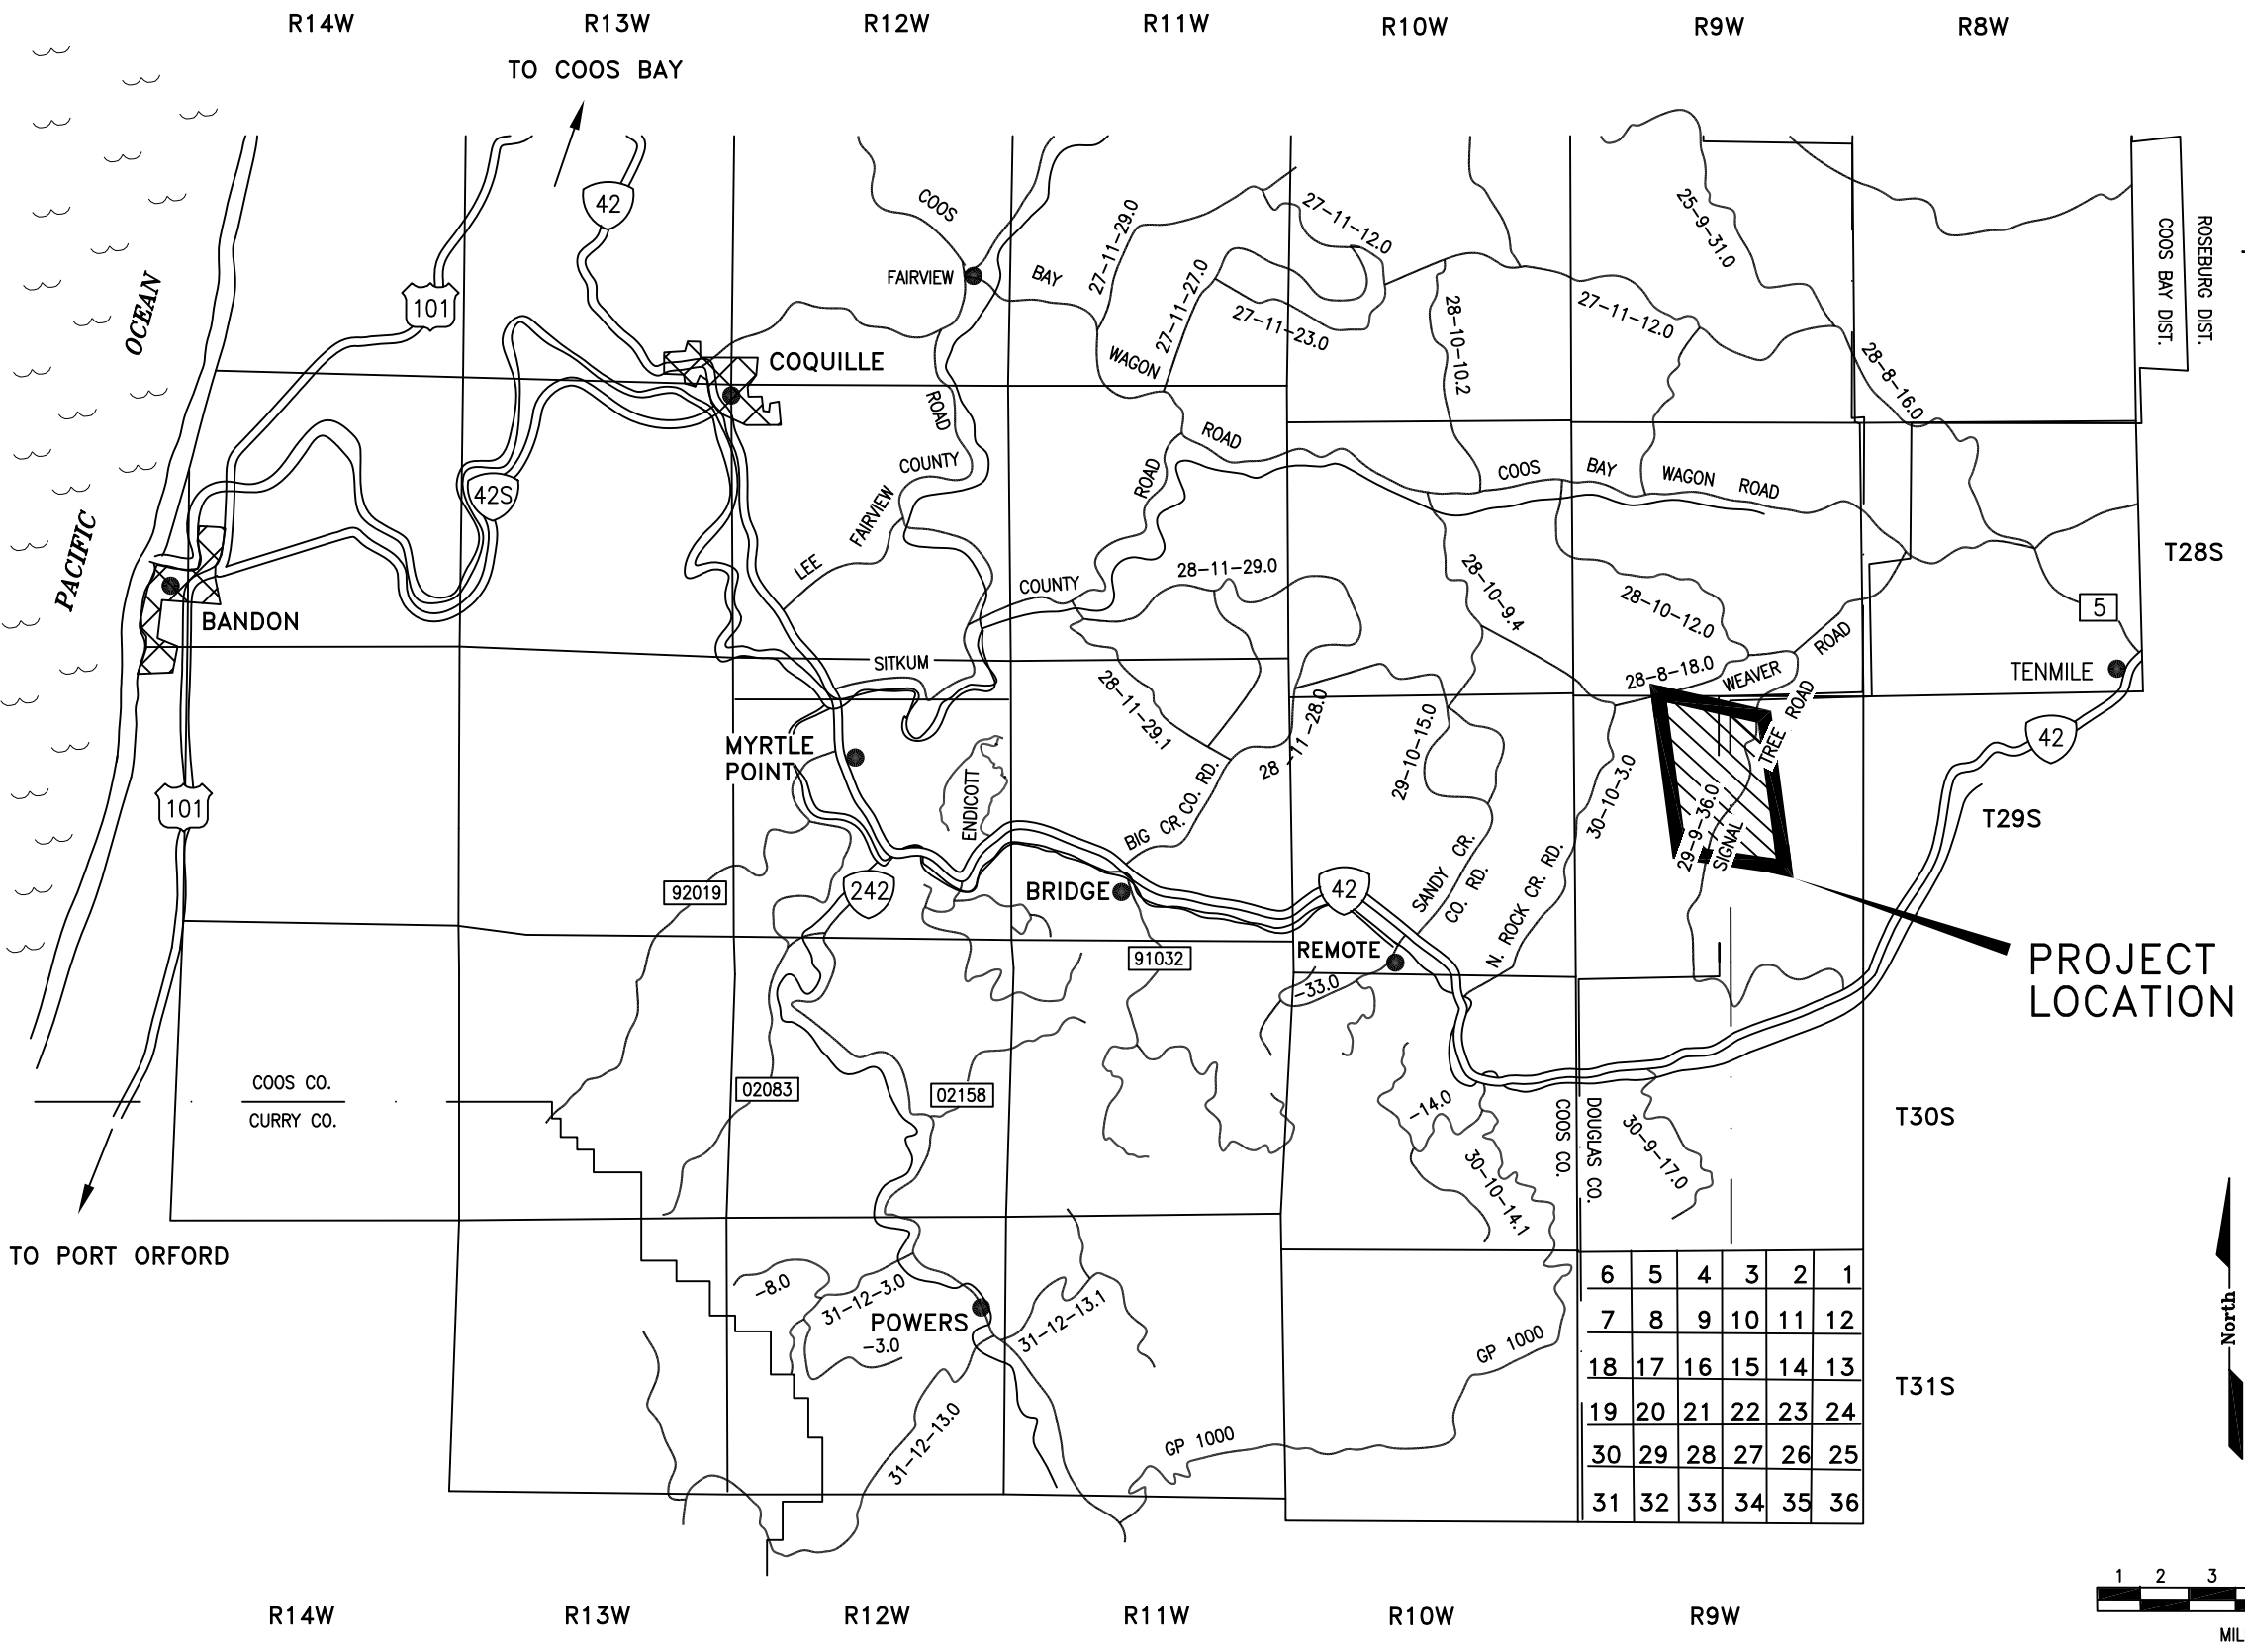 R14W
R13W
R12W
R11W
R10W
R9W
R8W
TO COOS BAY
42
COOS
27-11-29.0
27-11-12.0
25-9-31.0
COOS BAY DIST.
ROSEBURG DIST.
OCEAN
101
FAIRVIEW
BAY
27-11-27.0
27-11-23.0
28-10-10.2
27-11-12.0
COQUILLE
WAGON
28-8-16.0
ROAD
ROAD
COUNTY
42S
ROAD
COOS
BAY
WAGON
ROAD
FAIRVIEW
PACIFIC
LEE
28-11-29.0
28-10-9.4
T28S
COUNTY
28-10-12.0
5
BANDON
ROAD
SITKUM
28-8-18.0
WEAVER
TENMILE
28-11-29.1
28-11-28.0
29-10-15.0
ROAD
TREE
42
MYRTLE
POINT
ENDICOTT
BIG CR. CO. RD.
30-10-3.0
101
29-9-36.0
SIGNAL
T29S
92019
242
BRIDGE
42
SANDY CR.
CO. RD.
N. ROCK CR. RD.
REMOTE
91032
PROJECT
LOCATION
-33.0
COOS CO.
CURRY CO.
02083
02158
-14.0
COOS CO.
DOUGLAS CO.
30-9-17.0
T30S
30-10-14.1
TO PORT ORFORD
-8.0
31-12-3.0
POWERS
-3.0
31-12-13.1
GP 1000
6 5 4 3 2 1
7 8 9 10 11 12
18 17 16 15 14 13
19 20 21 22 23 24
30 29 28 27 26 25
31 32 33 34 35 36
North
T31S
31-12-13.0
GP 1000
1 2 3
R14W
R13W
R12W
R11W
R10W
R9W